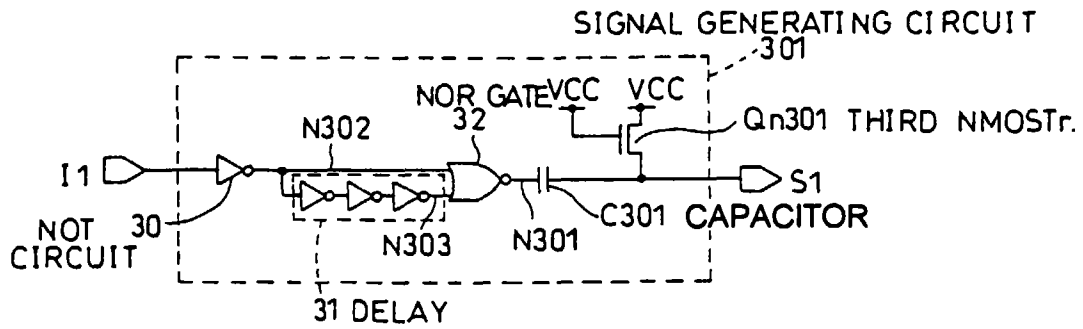 SIGNAL GENERATING CIRCUIT
301
NOR GATE
32
VCC
VCC
Qn301 THIRD NMOSTr.
N302
I1
30
NOT
CIRCUIT
N303
N301
C301 CAPACITOR
S1
31 DELAY